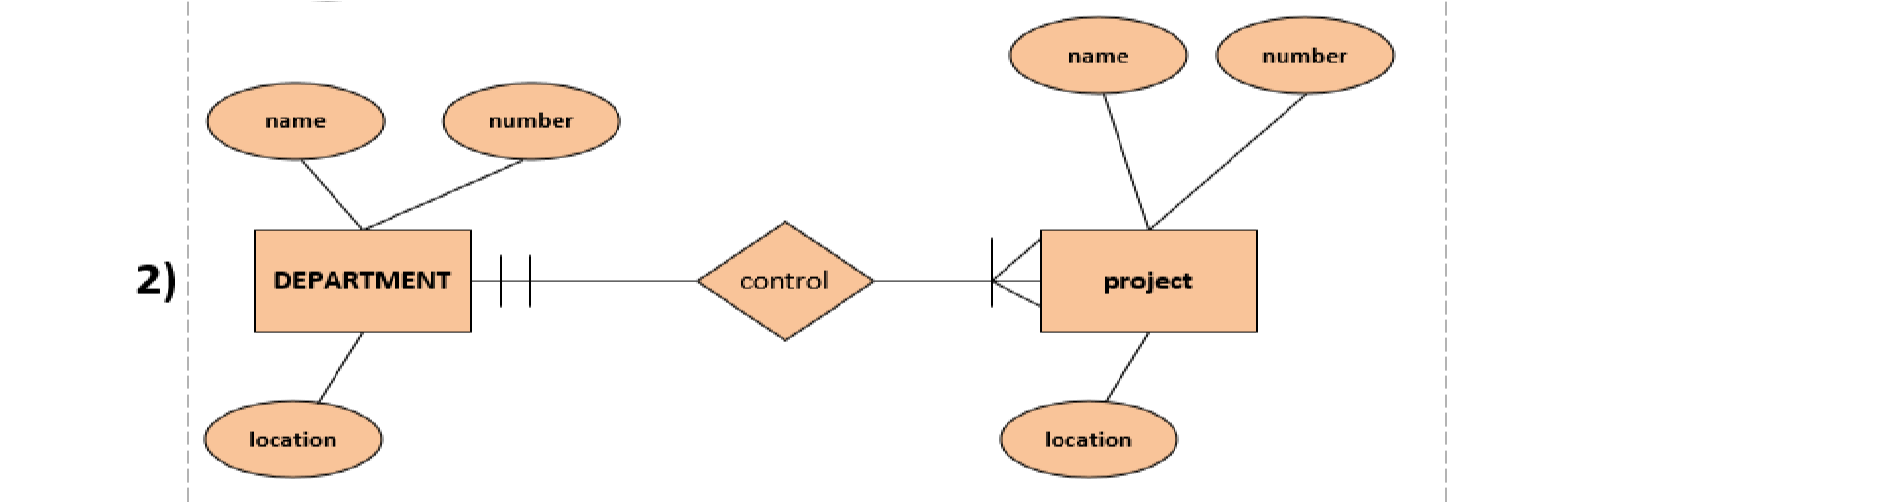 name
number
name
number
2)
DEPARTMENT
control
project
location
location